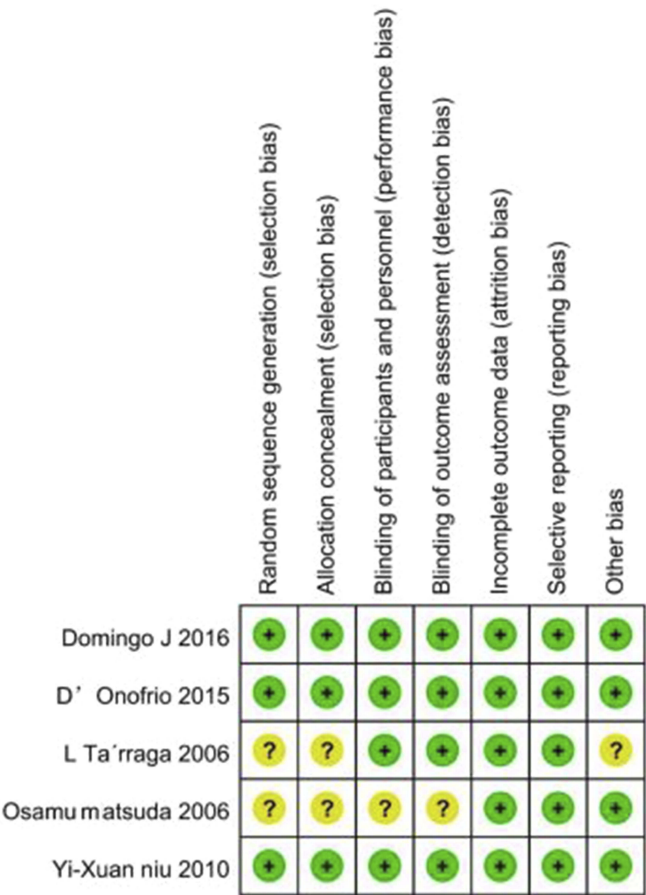 Random sequence generation (selection bias)
Allocation concealment (selection bias)
Blinding of participants and personnel (performance bias)
Blinding of outcome assessment (detection bias)
Incomplete outcome data (attrition bias)
Selective reporting (reporting bias)
Other bias
Domingo J 2016 + + + + + + +
D’ Onofrio 2015 + + + + + + +
L Ta´rraga 2006 ? ? + + + + ?
Osamu matsuda 2006 ? ? ? ? + + +
Yi-Xuan niu 2010 + + + + + + +